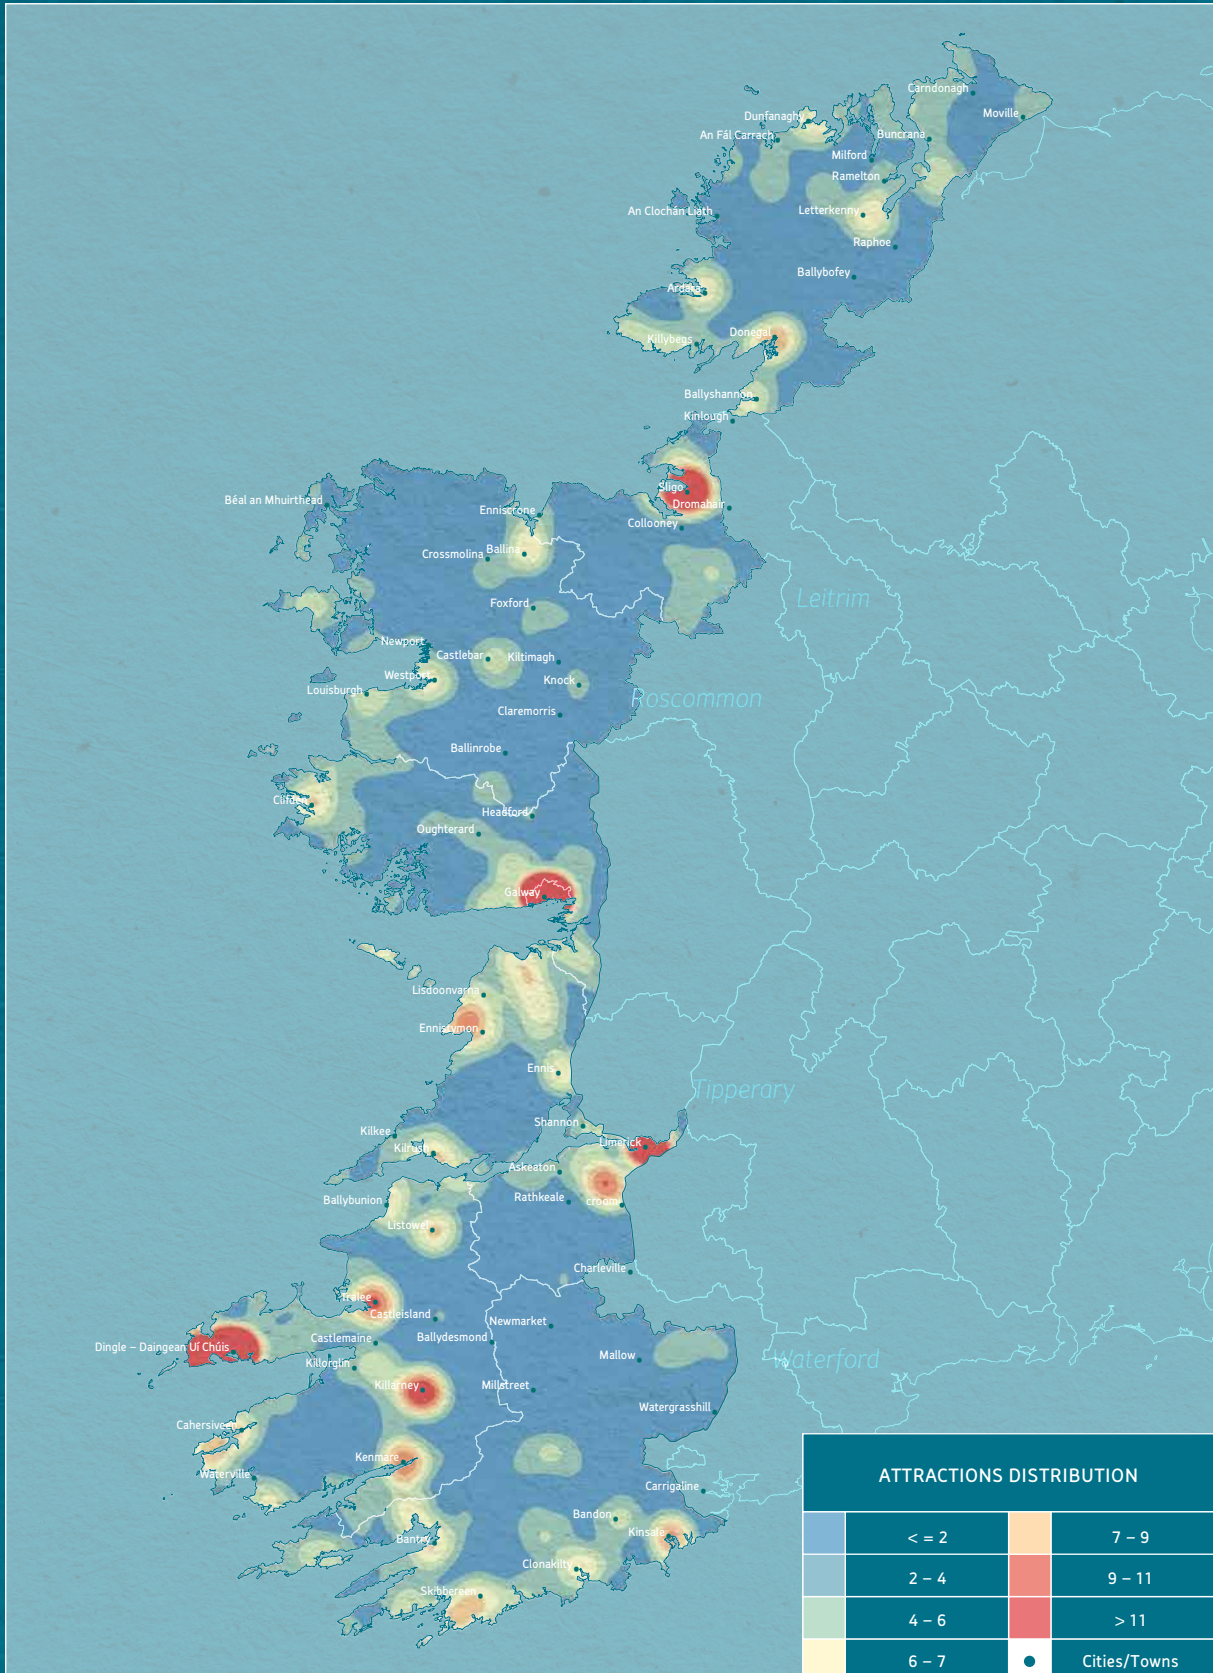 Carndonagh
Moville
Dunfanaghy
An Fál Carrach
Buncrana
Milford
Ramelton
An Clochán Liath
Letterkenny
Raphoe
Ballybofey
Ardara
Donegal
Killybegs
Ballyshannon
Kinlough
Sligo
Béal an Mhuirthead
Dromahair
Enniscrone
Collooney
Ballina
Crossmolina
Leitrim
Foxford
Newport
Castlebar
Kiltimagh
Westport
Knock
Louisburgh
Roscommon
Claremorris
Ballinrobe
Clifden
Headford
Oughterard
Galway
Lisdoonvarna
Ennistymon
Ennis
Tipperary
Shannon
Kilkee
Limerick
Kilrush
Askeaton
Rathkeale
croom
Ballybunion
Listowel
Charleville
Tralee
Castleisland
Newmarket
Castlemaine
Ballydesmond
Dingle – Daingean Uí Chúis
Mallow
Waterford
Killorglin
Killarney
Millstreet
Watergrasshill
Cahersiveen
Kenmare
Waterville
Carrigaline
Bandon
Kinsale
Bantry
Clonakilty
Skibbereen
ATTRACTIONS DISTRIBUTION
< = 2
7 – 9
2 – 4
9 – 11
4 – 6
> 11
6 – 7
Cities/Towns